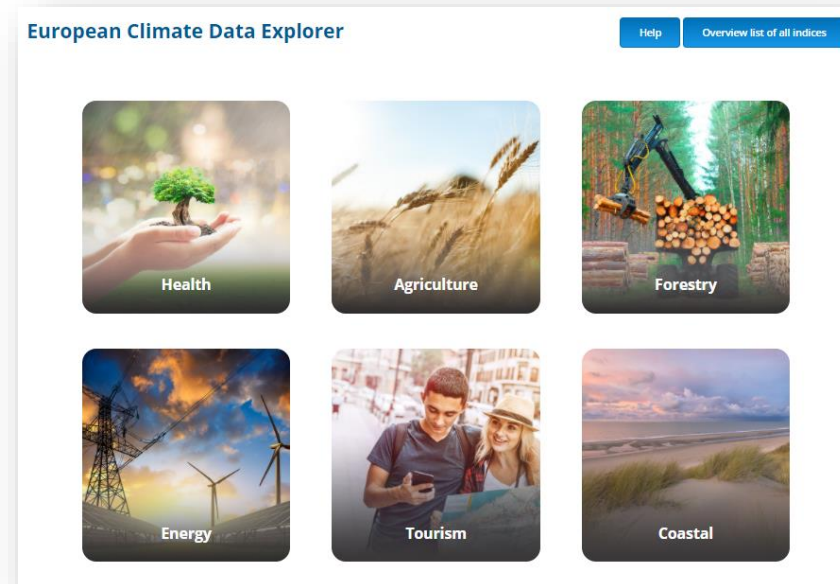 European Climate Data Explorer
Help
Overview list of all indices
Health
Agriculture
Forestry
Energy
Tourism
Coastal